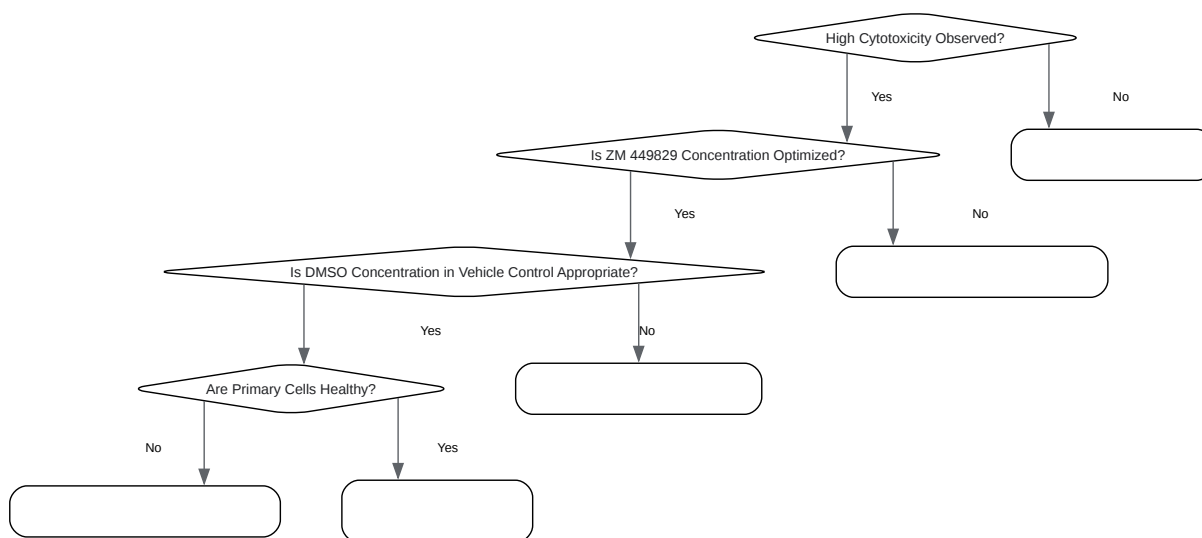 High Cytotoxicity Observed?
Yes
No
Is ZM 449829 Concentration Optimized?
Yes
No
Is DMSO Concentration in Vehicle Control Appropriate?
Yes
No
Are Primary Cells Healthy?
No
Yes